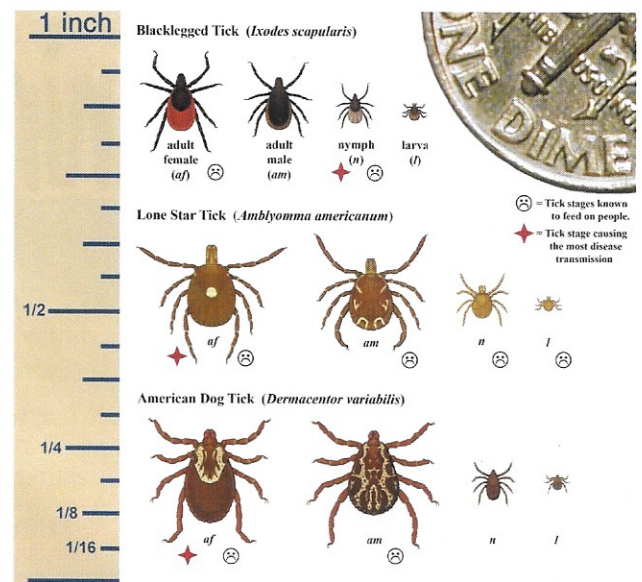 1 inch
1/2
1/4
1/8
1/16
Blacklegged Tick (Ixodes scapularis)
adult female (af)
adult male (am)
nymph (n)
larva (l)
ONE DIME
= Tick stages known
to feed on people.
= Tick stage causing
the most disease
transmission
Lone Star Tick (Amblyomma americanum)
af
am
n
l
American Dog Tick (Dermacentor variabilis)
af
am
n
l